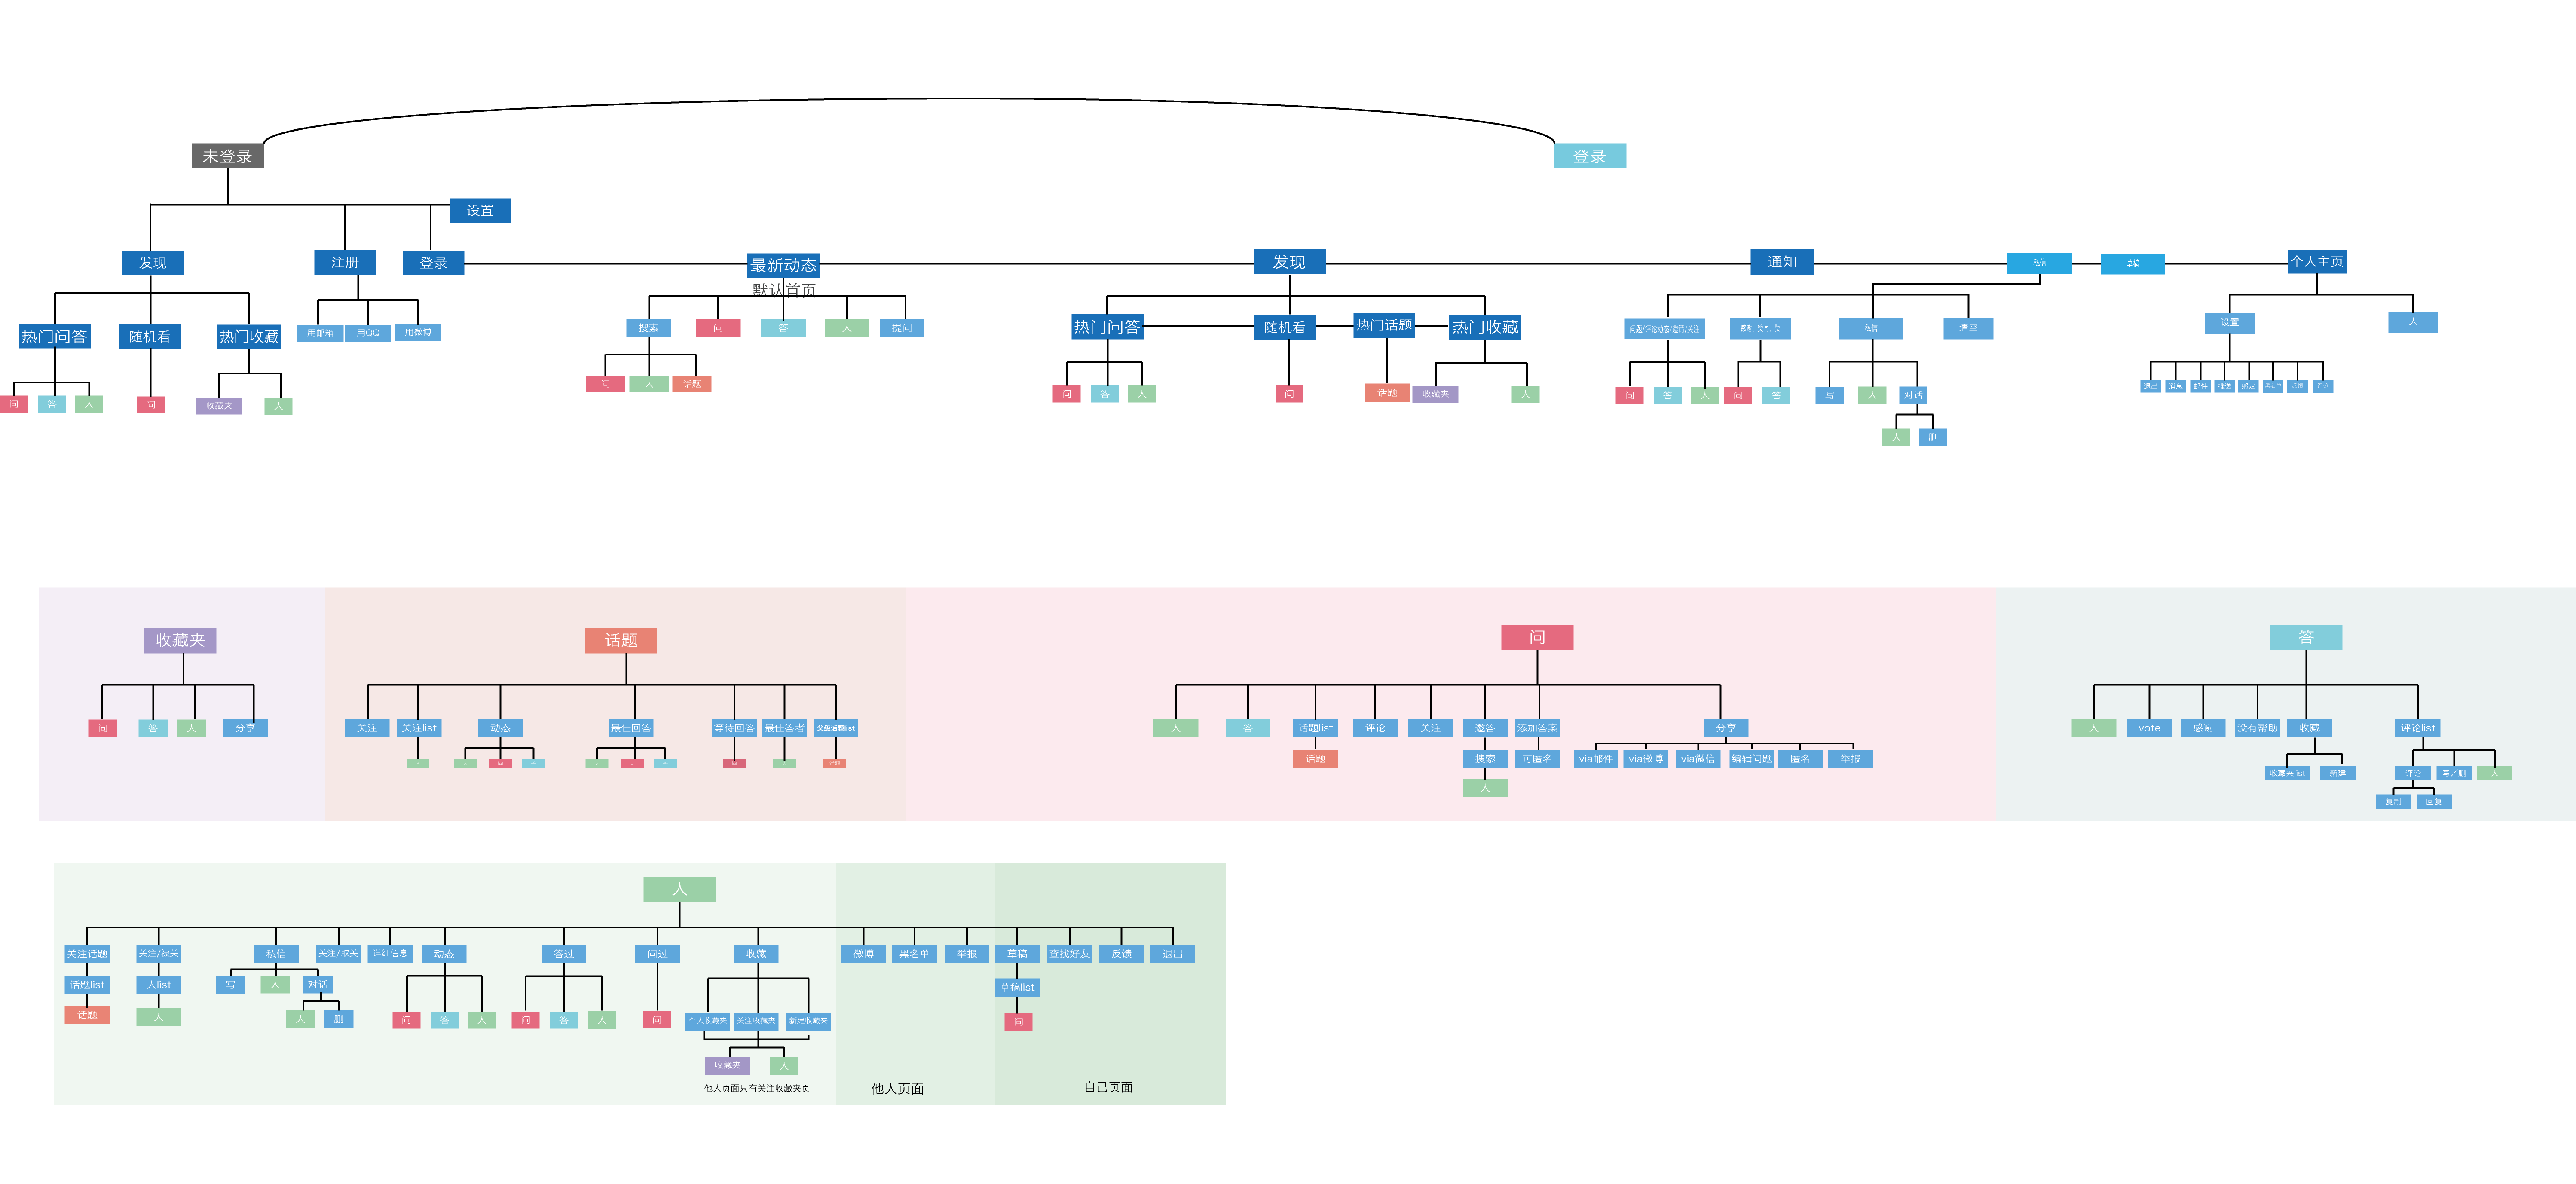 未登录
登录
设置
发现
注册
登录
最新动态
默认首页
发现
通知
私信
草稿
个人主页
热门问答
随机看
热门收藏
用邮箱
用QQ
用微博
搜索
问
答
人
提问
热门问答
随机看
热门话题
热门收藏
问题/评论动态/邀请/关注
感谢、赞同、赞
私信
清空
设置
人
问
答
人
问
收藏夹
人
问
人
话题
问
答
人
问
话题
收藏夹
人
问
答
人
问
答
写
人
对话
退出
消息
邮件
推送
绑定
黑名单
反馈
评分
人
删
收藏夹
话题
问
答
问
答
人
分享
关注
关注list
动态
最佳回答
等待回答
最佳答者
父级话题list
人
答
话题list
评论
关注
邀答
添加答案
分享
人
vote
感谢
没有帮助
收藏
评论list
人
人
问
答
人
问
答
问
人
话题
话题
搜索
可匿名
via邮件
via微博
via微信
编辑问题
匿名
举报
人
收藏夹list
新建
评论
写／删
人
复制
回复
人
关注话题
关注/被关
私信
关注/取关
详细信息
动态
答过
问过
收藏
微博
黑名单
举报
草稿
查找好友
反馈
退出
话题list
人list
写
人
对话
草稿list
话题
人
人
删
问
答
人
问
答
人
问
个人收藏夹
关注收藏夹
新建收藏夹
问
收藏夹
人
他人页面只有关注收藏夹页
他人页面
自己页面